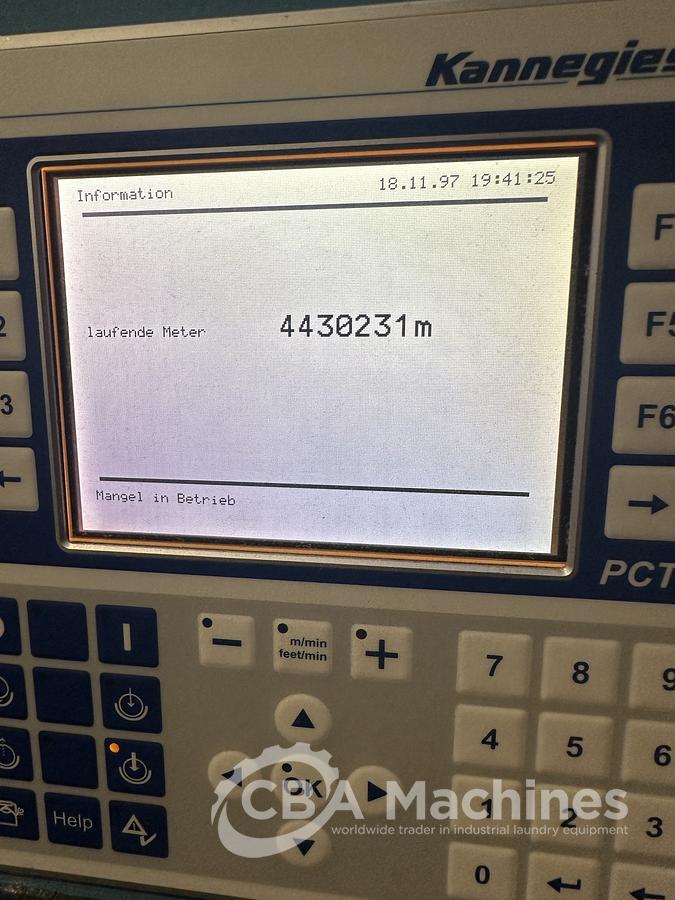 Kannegies
Information 18.11.97 19:41:25
laufende Meter 4430231m
Mangel in Betrieb
F
F5
F6
2
3
PCT
m/min
feet/min
OK
Help
7 8 9
4 5 6
1 2 3
0
CBA Machines
worldwide trader in industrial laundry equipment